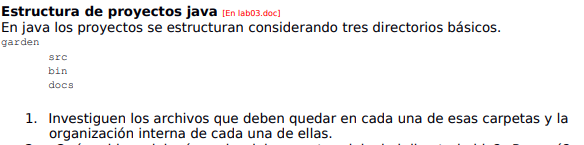 Estructura de proyectos java [En lab03.doc]
En java los proyectos se estructuran considerando tres directorios básicos.
garden
src
bin
docs
1. Investiguen los archivos que deben quedar en cada una de esas carpetas y la
organización interna de cada una de ellas.